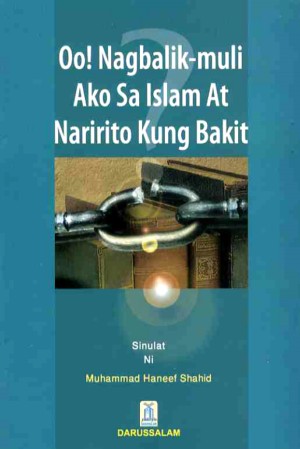 Oo! Nagbalik-muli
Ako Sa Islam At
Naririto Kung Bakit
?
Sinulat
Ni
Muhammad Haneef Shahid
DARUSSALAM